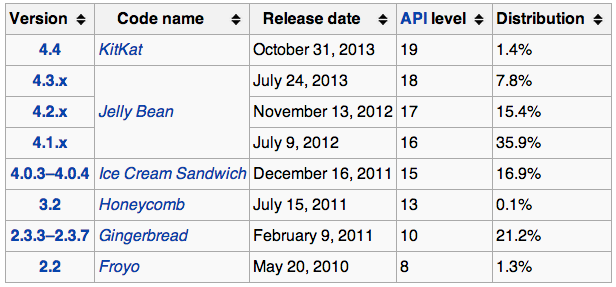 Version Code name Release date API level Distribution
4.4 KitKat October 31, 2013 19 1.4%
4.3.x July 24, 2013 18 7.8%
4.2.x Jelly Bean November 13, 2012 17 15.4%
4.1.x July 9, 2012 16 35.9%
4.0.3–4.0.4 Ice Cream Sandwich December 16, 2011 15 16.9%
3.2 Honeycomb July 15, 2011 13 0.1%
2.3.3–2.3.7 Gingerbread February 9, 2011 10 21.2%
2.2 Froyo May 20, 2010 8 1.3%